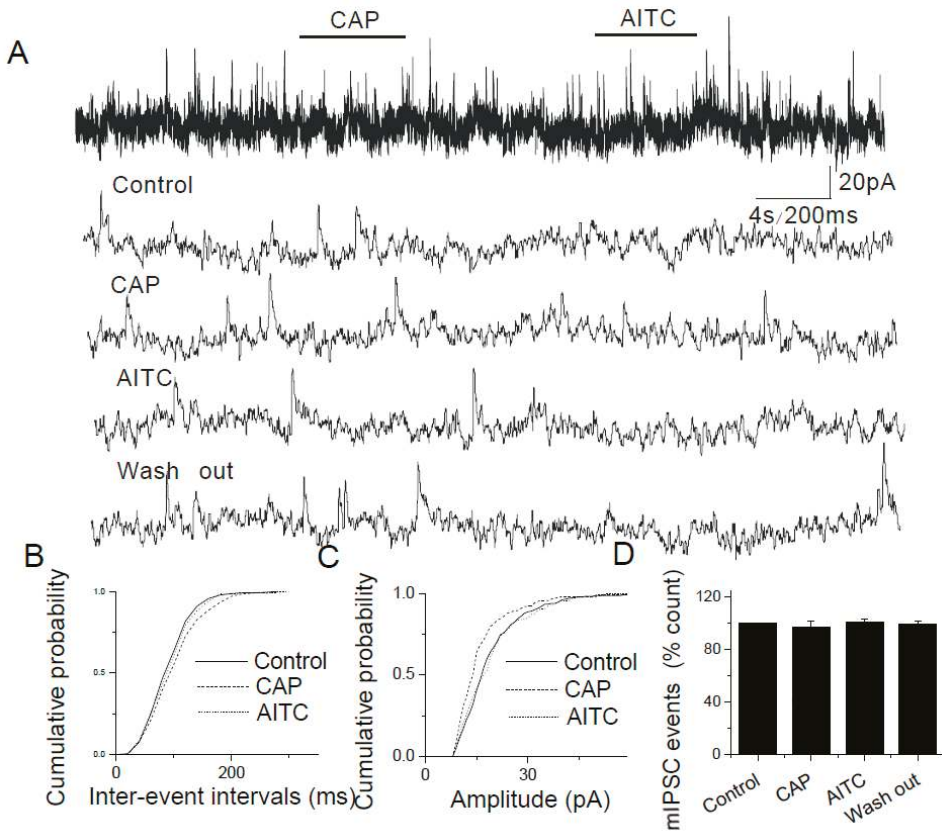 CAP AITC
A
20pA
4s/200ms
Control
CAP
AITC
Wash out
B
Cumulative probability
1.0
0.5
0.0
0 200
Inter-event intervals (ms)
Control
CAP
AITC
C
Cumulative probability
1.0
0.5
0.0
0 30
Amplitude (pA)
Control
CAP
AITC
D
mIPSC events (% count)
120
80
40
0
Control CAP AITC Wash out